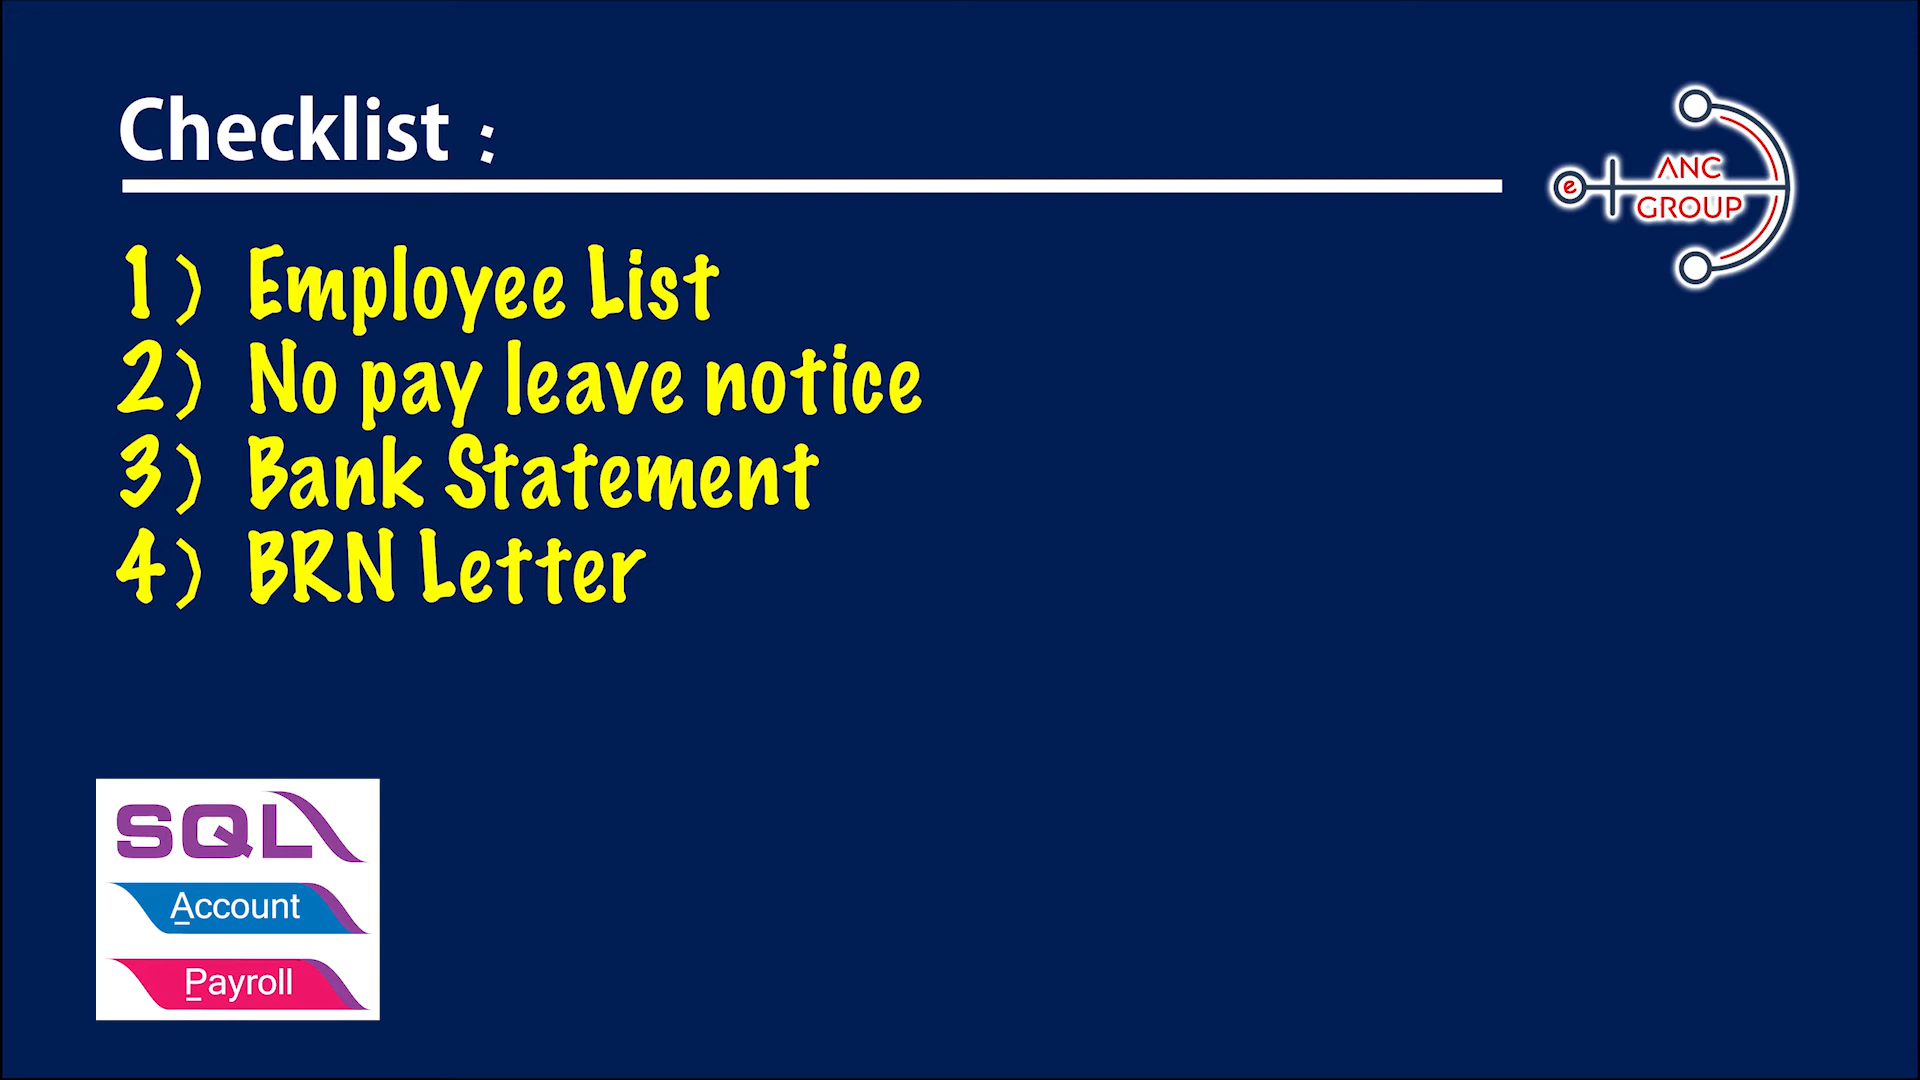 Checklist :
e ANC
GROUP
1) Employee List
2) No pay leave notice
3) Bank Statement
4) BRN Letter
SQL
Account
Payroll